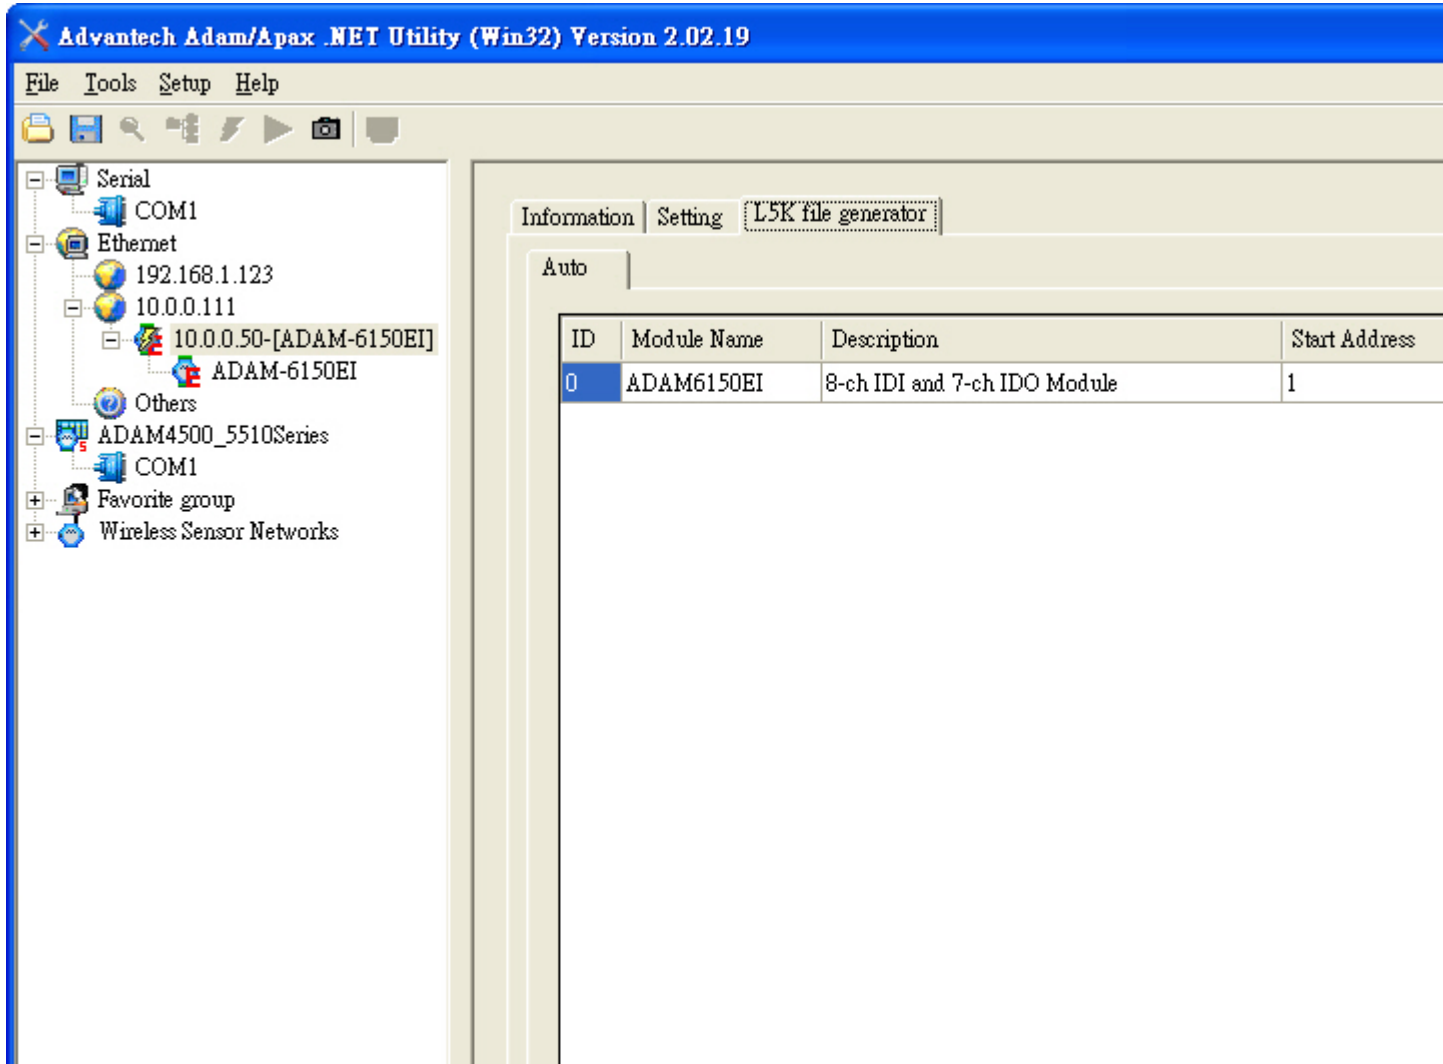 Advantech Adam/Apax .NET Utility (Win32) Version 2.02.19
File Tools Setup Help
Serial
COM1
Ethernet
192.168.1.123
10.0.0.111
10.0.0.50-[ADAM-6150EI]
ADAM-6150EI
Others
ADAM4500_5510Series
COM1
Favorite group
Wireless Sensor Networks
Information Setting L5K file generator
Auto
ID Module Name Description Start Address
0 ADAM6150EI 8-ch IDI and 7-ch IDO Module 1